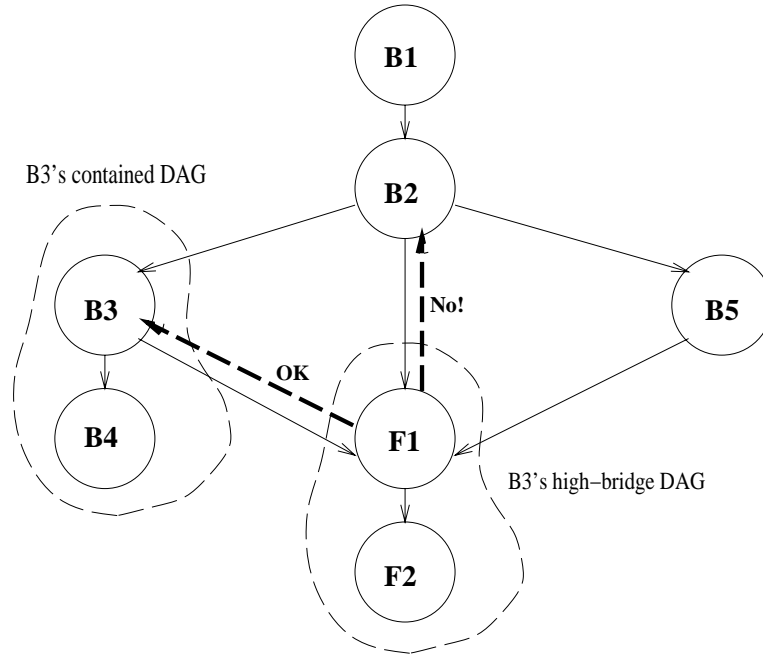 B1
B3's contained DAG
B2
B3
No!
B5
OK
B4
F1
B3's high−bridge DAG
F2